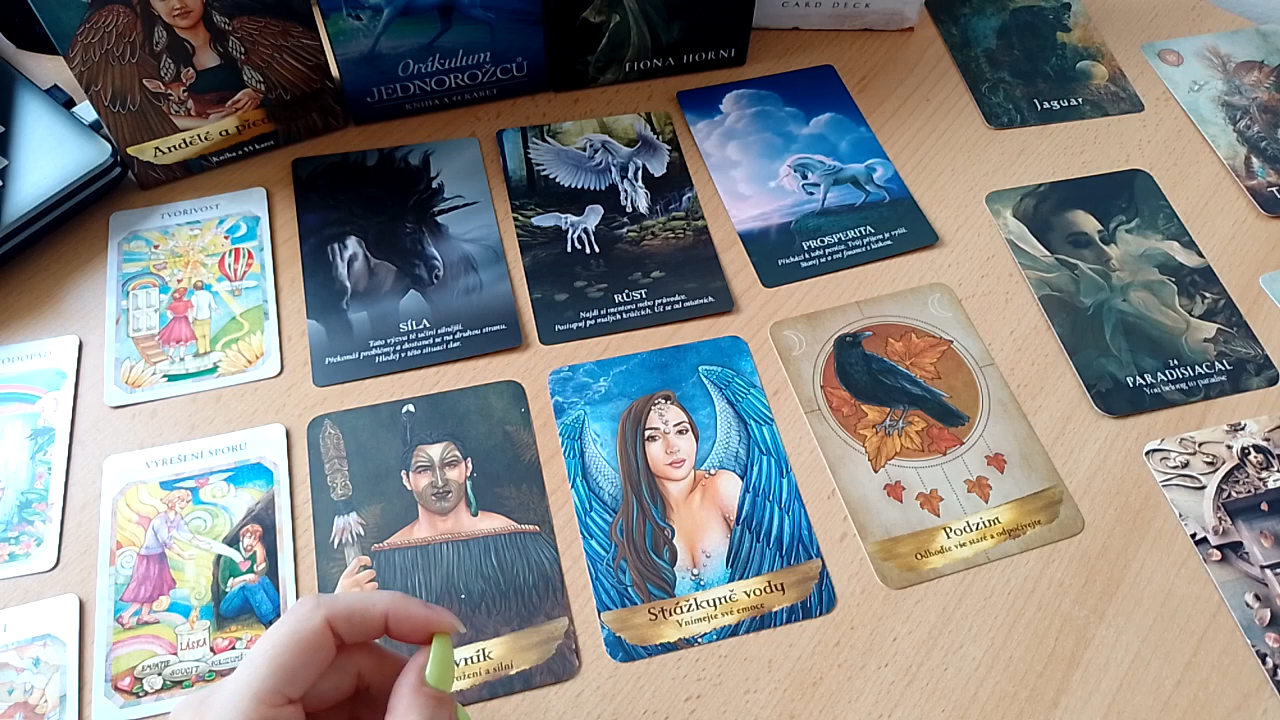 CARD DECK
Orákulum
JEDNOROŽCŮ
KNIHA A 44 KARET
FIONA HORNE
Andělé a
Kniha a 55 karet
Jaguar
TVOŘIVOST
SÍLA
Tato výzva tě učiní silnější.
Překonáš problémy a dostaneš se na druhou stranu.
Hledej v této situaci dar.
RŮST
Najdi si mentora nebo průvodce.
Postupuj po malých krůčcích. Už se od ostatních.
PROSPERITA
Přichází k tobě peníze. Tvůj příjem je vyšší.
Starej se o své finance s láskou.
24
PARADISIACAL
You belong to paradise
VYŘEŠENÍ SPORU
LÁSKA
EMPATIE
SOUCIT
vník
ožení a silní
Strážkyně vody
Vnímejte své emoce
Podzim
Odhoďte vše staré a odpočívejte